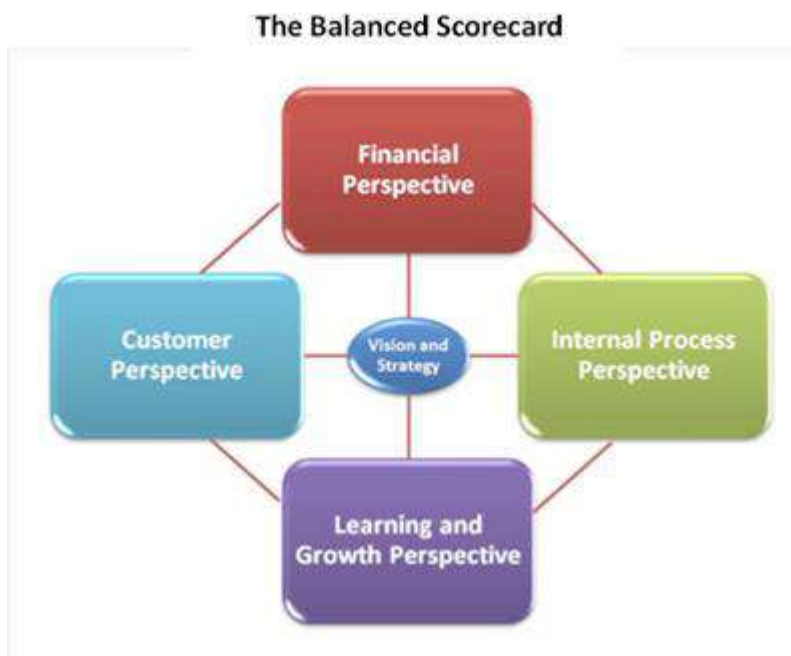 The Balanced Scorecard
Financial
Perspective
Customer
Perspective
Vision and
Strategy
Internal Process
Perspective
Learning and
Growth Perspective